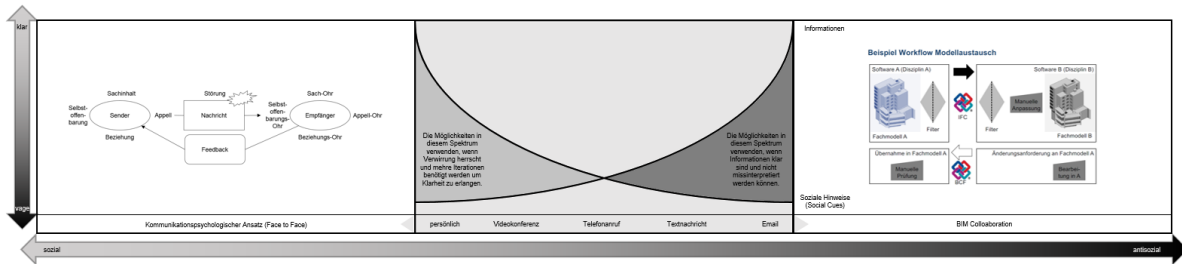 klar
vage
sozial
antisozial
Sachinhalt
Selbst-
offen-
barung
Sender
Appell
Beziehung
Störung
Nachricht
Feedback
Sach-Ohr
Selbst-
offen-
barungs-
Ohr
Empfänger
Appell-Ohr
Beziehungs-Ohr
Kommunikationspsychologischer Ansatz (Face to Face)
Die Möglichkeiten in
diesem Spektrum
verwenden, wenn
Verwirrung herrscht
und mehre Iterationen
benötigt werden um
Klarheit zu erlangen.
Die Möglichkeiten in
diesem Spektrum
verwenden, wenn
Informationen klar
sind und nicht
missinterpretiert
werden können.
persönlich
Videokonferenz
Telefonanruf
Textnachricht
Email
Informationen
Soziale Hinweise
(Social Cues)
Beispiel Workflow Modellaustausch
Software A (Disziplin A)
Software B (Disziplin B)
Fachmodell A
Filter
IFC
Filter
Manuelle
Anpassung
Fachmodell B
Übernahme in Fachmodell A
Manuelle
Prüfung
BCF
Änderungsanforderung an Fachmodell A
Bearbei-
tung in A
BIM Colloaboration